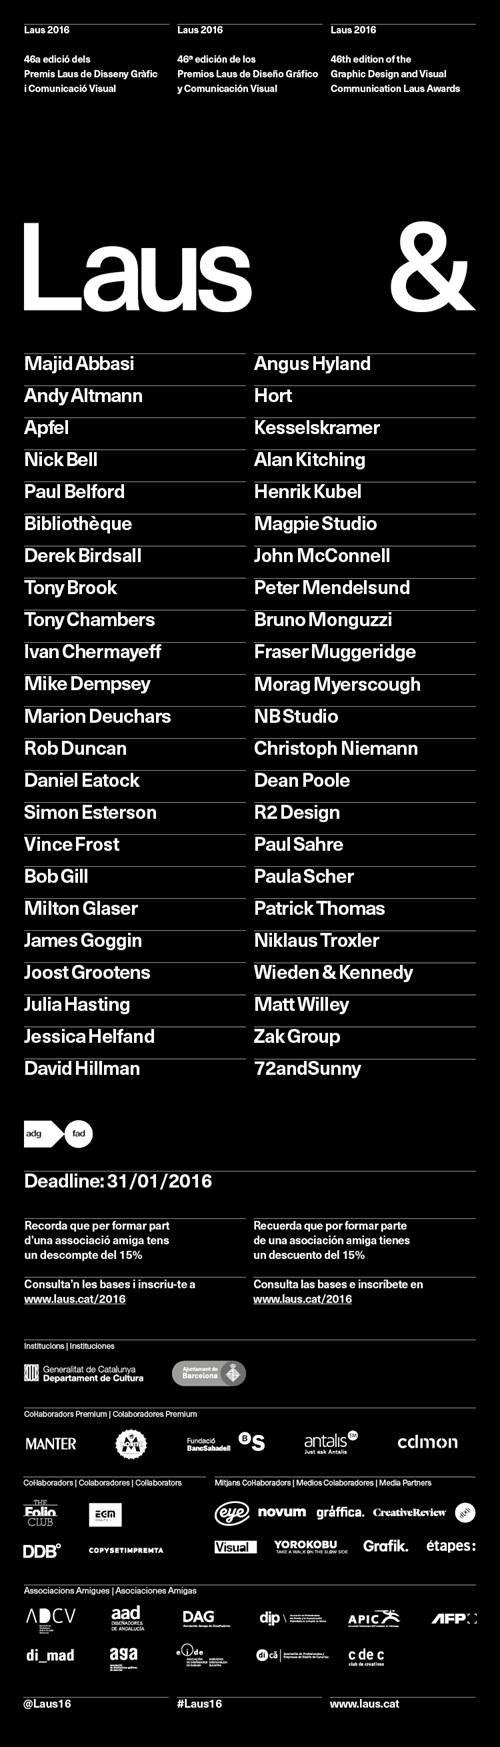 Laus 2016
46a edició dels
Premis Laus de Disseny Gràfic
i Comunicació Visual
Laus 2016
46ª edición de los
Premios Laus de Diseño Gráfico
y Comunicación Visual
Laus 2016
46th edition of the
Graphic Design and Visual
Communication Laus Awards
Laus &
Majid Abbasi
Andy Altmann
Apfel
Nick Bell
Paul Belford
Bibliothèque
Derek Birdsall
Tony Brook
Tony Chambers
Ivan Chermayeff
Mike Dempsey
Marion Deuchars
Rob Duncan
Daniel Eatock
Simon Esterson
Vince Frost
Bob Gill
Milton Glaser
James Goggin
Joost Grootens
Julia Hasting
Jessica Helfand
David Hillman
Angus Hyland
Hort
Kesselskramer
Alan Kitching
Henrik Kubel
Magpie Studio
John McConnell
Peter Mendelsund
Bruno Monguzzi
Fraser Muggeridge
Morag Myerscough
NB Studio
Christoph Niemann
Dean Poole
R2 Design
Paul Sahre
Paula Scher
Patrick Thomas
Niklaus Troxler
Wieden & Kennedy
Matt Willey
Zak Group
72andSunny
adg fad
Deadline: 31/01/2016
Recorda que per formar part
d'una associació amiga tens
un descompte del 15%
Recuerda que por formar parte
de una asociación amiga tienes
un descuento del 15%
Consulta'n les bases i inscriu-te a
www.laus.cat/2016
Consulta las bases e inscríbete en
www.laus.cat/2016
Institucions | Instituciones
Generalitat de Catalunya
Departament de Cultura
Ajuntament de
Barcelona
Col·laboradors Premium | Colaboradores Premium
MANTER
Fundació
BancSabadell
BS
antalis
Just ask Antalis
cdmon
Col·laboradors | Colaboradores | Collaborators
THE
Folio
CLUB
EGM
DDB°
COPYSETIMPREMTA
Mitjans Col·laboradors | Medios Colaboradores | Media Partners
eye
novum
gràffica.
CreativeReview
Visual
YOROKOBU
TAKE A WALK ON THE SLOW SIDE
Grafik.
étapes:
Associacions Amigues | Asociaciones Amigas
ADCV
aad
DISEÑADORES
DE ANDALUCÍA
DAG
djp
APIC
AFP
di_mad
aga
eide
dică
c de c
club de creativos
@Laus16
#Laus16
www.laus.cat